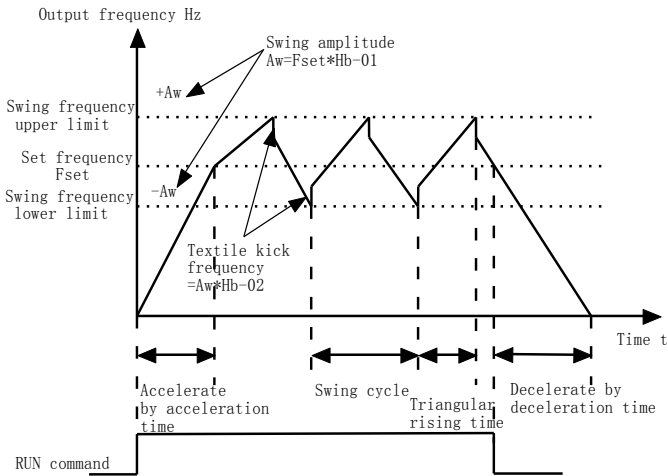 Output frequency Hz
Swing amplitude
Aw=Fset*Hb-01
+Aw
Swing frequency
upper limit
Set frequency
Fset
-Aw
Swing frequency
lower limit
Textile kick
frequency
=Aw*Hb-02
Time t
Accelerate
by acceleration
time
Swing cycle
Triangular
rising time
Decelerate by
deceleration time
RUN command